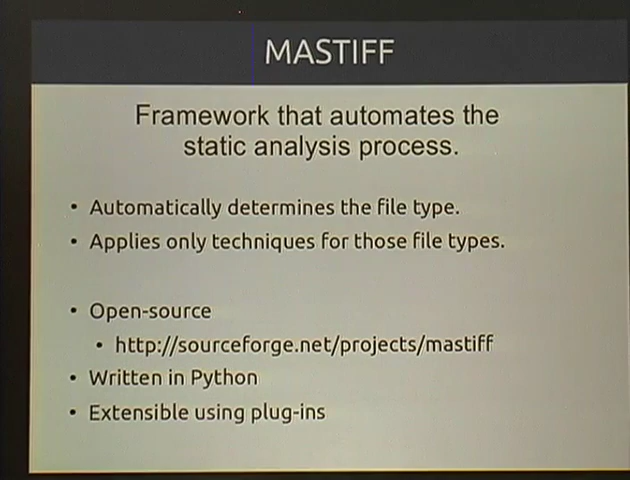 MASTIFF
Framework that automates the
static analysis process.
• Automatically determines the file type.
• Applies only techniques for those file types.
• Open-source
• http://sourceforge.net/projects/mastiff
• Written in Python
• Extensible using plug-ins